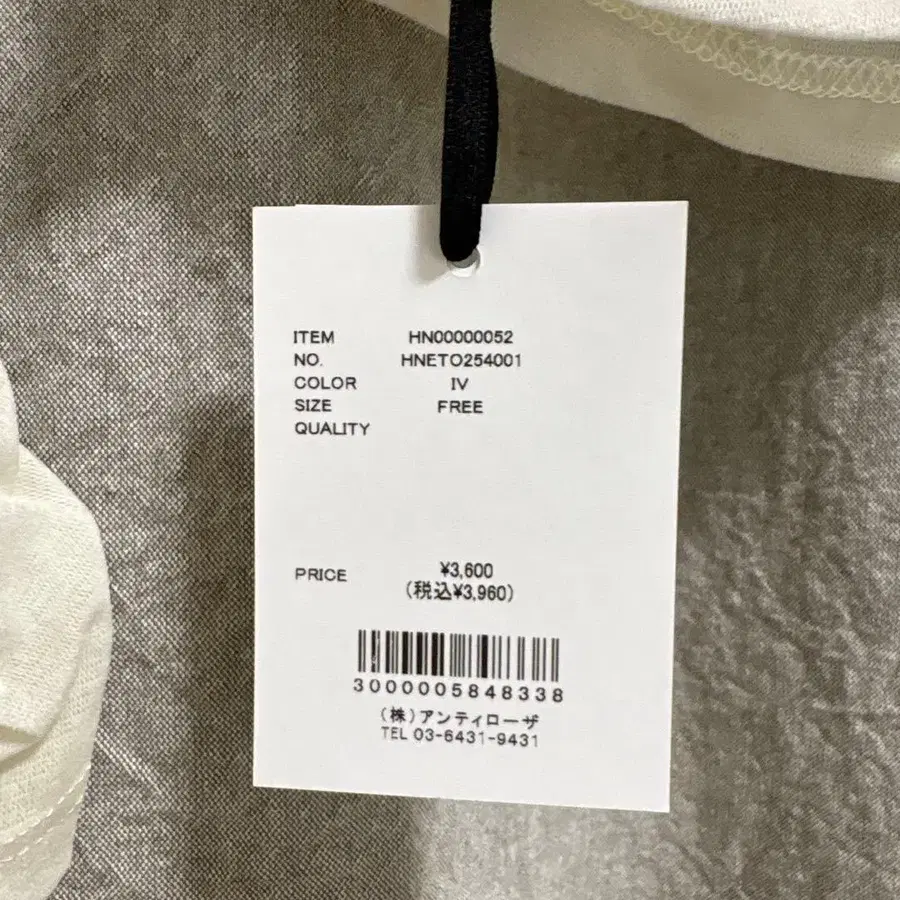 ITEM HN00000052
NO. HNETO254001
COLOR IV
SIZE FREE
QUALITY
PRICE ¥3,600
(税込¥3,960)
3000005848338
(株)アンティローザ
TEL 03-6431-9431